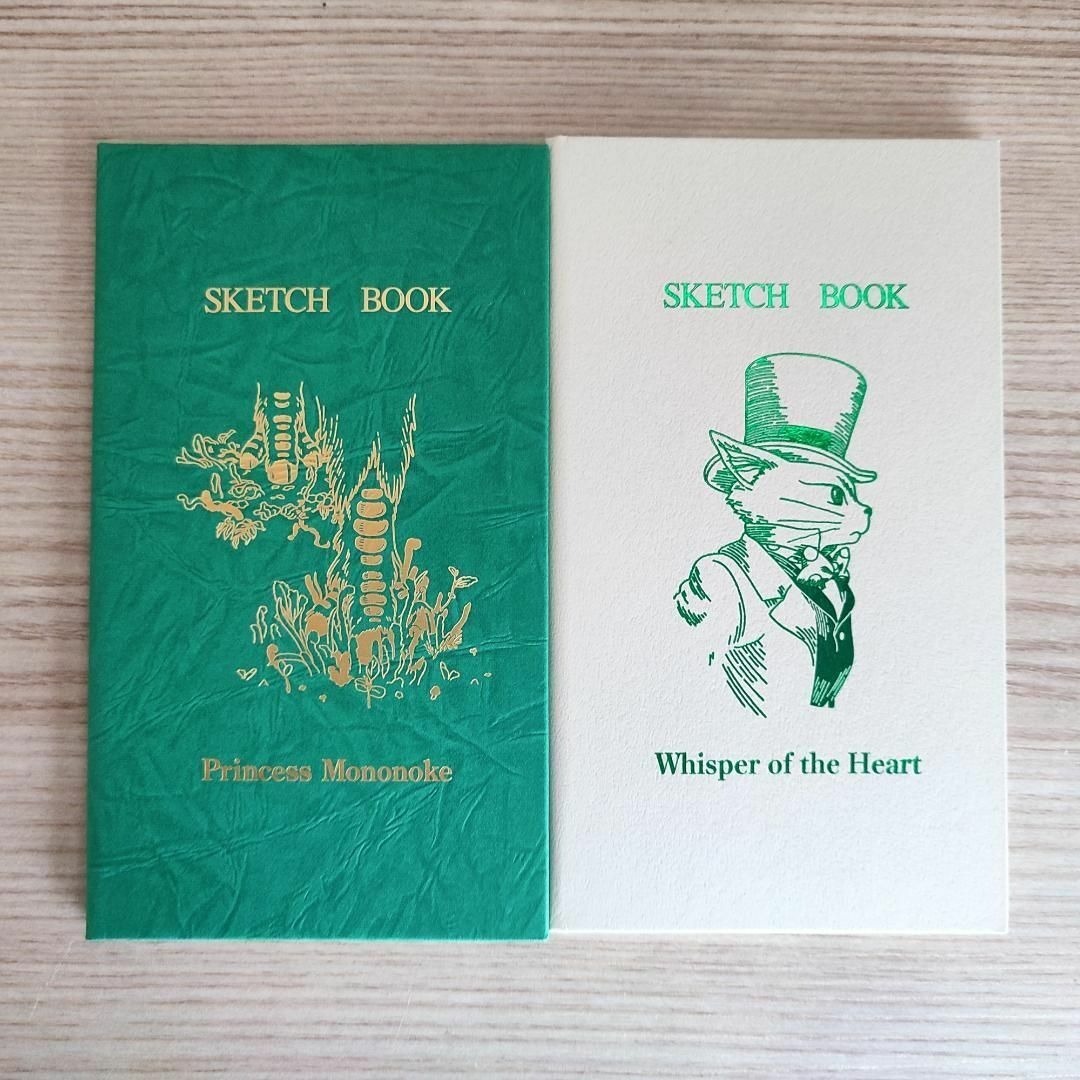 SKETCH BOOK
Princess Mononoke
SKETCH BOOK
Whisper of the Heart